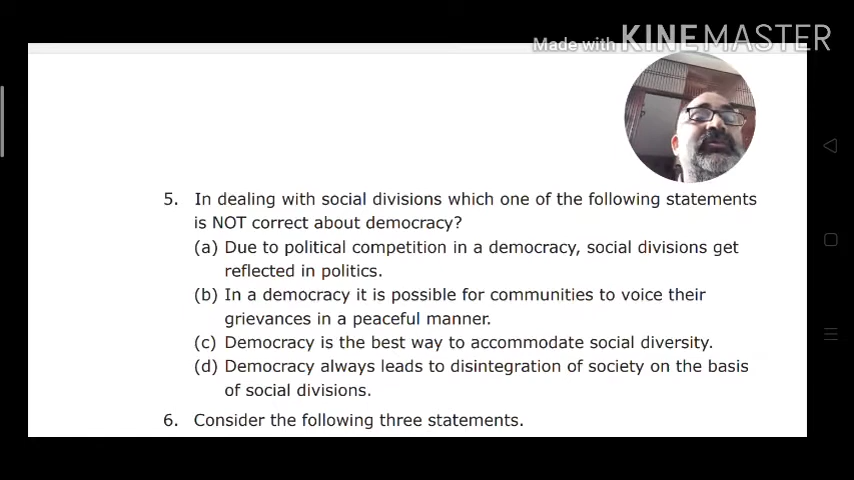 Made with KINEMASTER
5. In dealing with social divisions which one of the following statements
is NOT correct about democracy?
(a) Due to political competition in a democracy, social divisions get
reflected in politics.
(b) In a democracy it is possible for communities to voice their
grievances in a peaceful manner.
(c) Democracy is the best way to accommodate social diversity.
(d) Democracy always leads to disintegration of society on the basis
of social divisions.
6. Consider the following three statements.